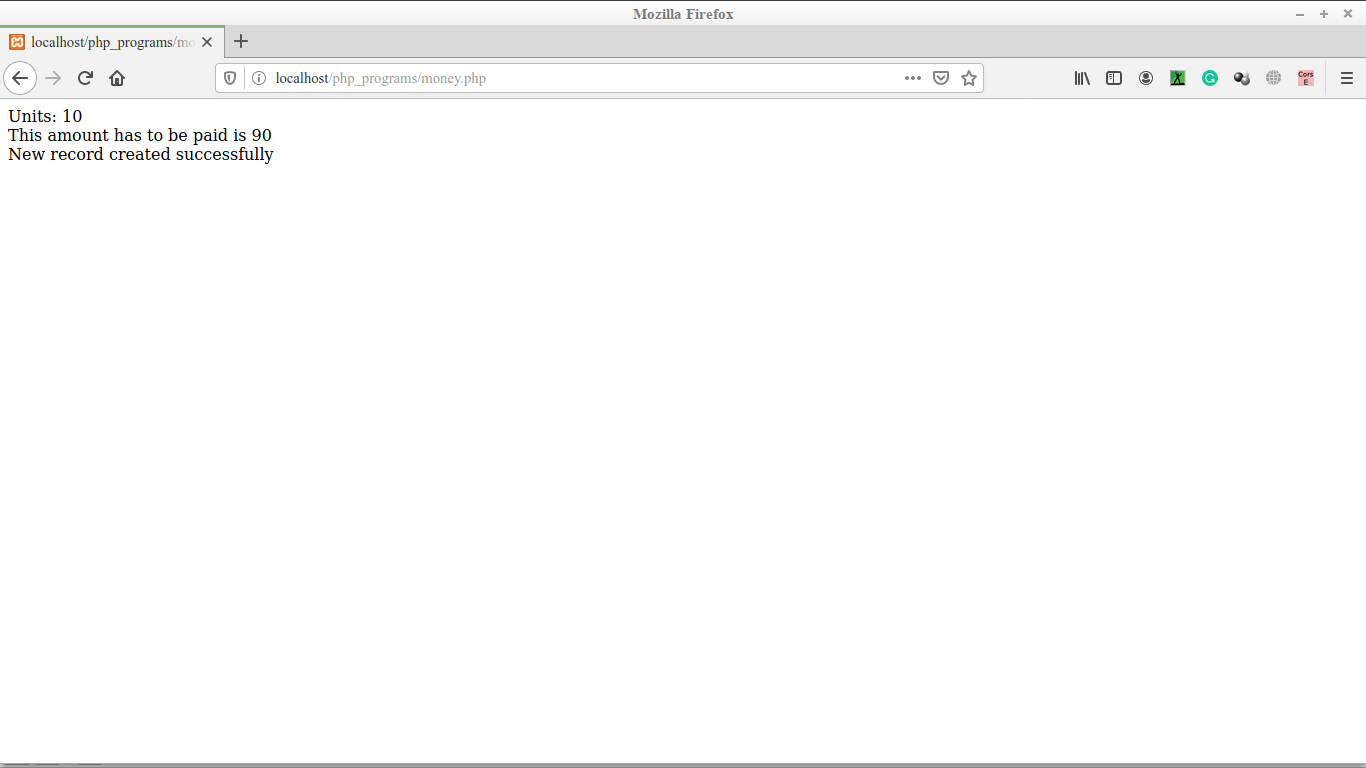 Mozilla Firefox
localhost/php_programs/mo
localhost/php_programs/money.php
Cors
E
Units: 10
This amount has to be paid is 90
New record created successfully